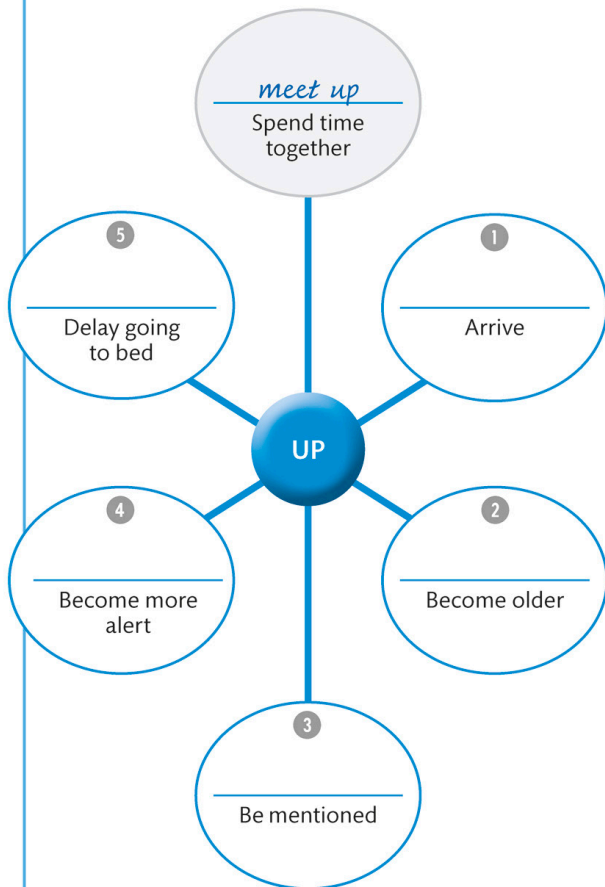 meet up
Spend time
together
5
Delay going
to bed
1
Arrive
UP
4
Become more
alert
2
Become older
3
Be mentioned